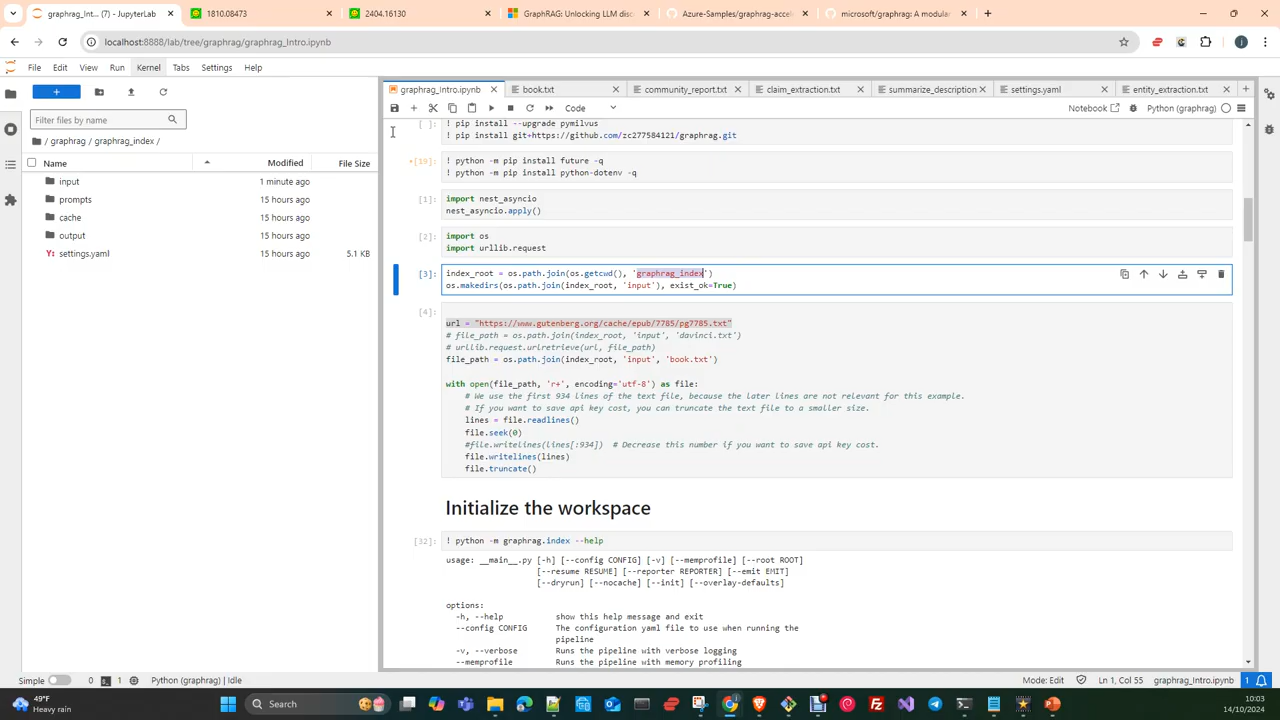 graphrag_Int... (7) - JupyterLab
1810.08473
2404.16130
GraphRAG: Unlocking LLM disc
Azure-Samples/graphrag-accele
microsoft/graphrag: A modular
localhost:8888/lab/tree/graphrag/graphrag_Intro.ipynb
File Edit View Run Kernel Tabs Settings Help
Filter files by name
/ graphrag / graphrag_index /
Name Modified File Size
input 1 minute ago
prompts 15 hours ago
cache 15 hours ago
output 15 hours ago
settings.yaml 15 hours ago 5.1 KB
graphrag_Intro.ipynb
book.txt
community_report.txt
claim_extraction.txt
summarize_description
settings.yaml
entity_extraction.txt
Code
Notebook
Python (graphrag)
[ ]: ! pip install --upgrade pymilvus
! pip install git+https://github.com/zc277584121/graphrag.git
[19]: ! python -m pip install future -q
! python -m pip install python-dotenv -q
[1]: import nest_asyncio
nest_asyncio.apply()
[2]: import os
import urllib.request
[3]: index_root = os.path.join(os.getcwd(), 'graphrag_index')
os.makedirs(os.path.join(index_root, 'input'), exist_ok=True)
[4]:
url = "https://www.gutenberg.org/cache/epub/7785/pg7785.txt"
# file_path = os.path.join(index_root, 'input', 'davinci.txt')
# urllib.request.urlretrieve(url, file_path)
file_path = os.path.join(index_root, 'input', 'book.txt')
with open(file_path, 'r+', encoding='utf-8') as file:
# We use the first 934 lines of the text file, because the later lines are not relevant for this example.
# If you want to save api key cost, you can truncate the text file to a smaller size.
lines = file.readlines()
file.seek(0)
#file.writelines(lines[:934]) # Decrease this number if you want to save api key cost.
file.writelines(lines)
file.truncate()
Initialize the workspace
[32]: ! python -m graphrag.index --help
usage: __main__.py [-h] [--config CONFIG] [-v] [--memprofile] [--root ROOT]
[--resume RESUME] [--reporter REPORTER] [--emit EMIT]
[--dryrun] [--nocache] [--init] [--overlay-defaults]
options:
-h, --help show this help message and exit
--config CONFIG The configuration yaml file to use when running the
pipeline
-v, --verbose Runs the pipeline with verbose logging
--memprofile Runs the pipeline with memory profiling
Simple 0 1 Python (graphrag) | Idle
Mode: Edit Ln 1, Col 55 graphrag_Intro.ipynb 1
49°F
Heavy rain
Search
10:03
14/10/2024